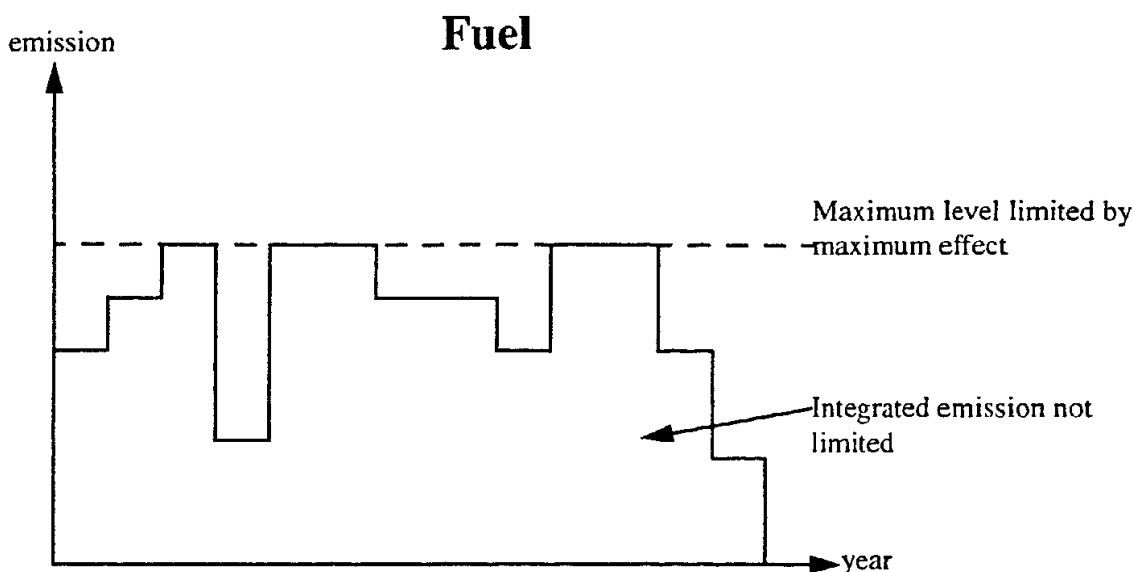 Fuel
emission
Maximum level limited by
maximum effect
Integrated emission not
limited
year